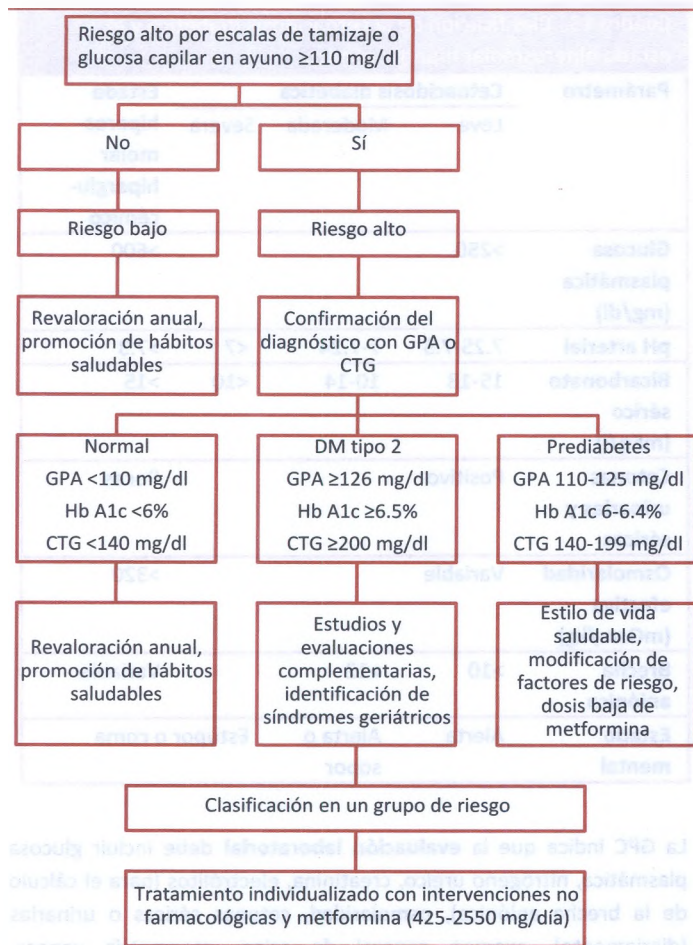 Riesgo alto por escalas de tamizaje o
glucosa capilar en ayuno ≥110 mg/dl
No
Sí
Riesgo bajo
Riesgo alto
Revaloración anual,
promoción de hábitos
saludables
Confirmación del
diagnóstico con GPA o
CTG
Normal
GPA <110 mg/dl
Hb A1c <6%
CTG <140 mg/dl
DM tipo 2
GPA ≥126 mg/dl
Hb A1c ≥6.5%
CTG ≥200 mg/dl
Prediabetes
GPA 110-125 mg/dl
Hb A1c 6-6.4%
CTG 140-199 mg/dl
Revaloración anual,
promoción de hábitos
saludables
Estudios y
evaluaciones
complementarias,
identificación de
síndromes geriátricos
Estilo de vida
saludable,
modificación de
factores de riesgo,
dosis baja de
metformina
Clasificación en un grupo de riesgo
Tratamiento individualizado con intervenciones no
farmacológicas y metformina (425-2550 mg/dia)